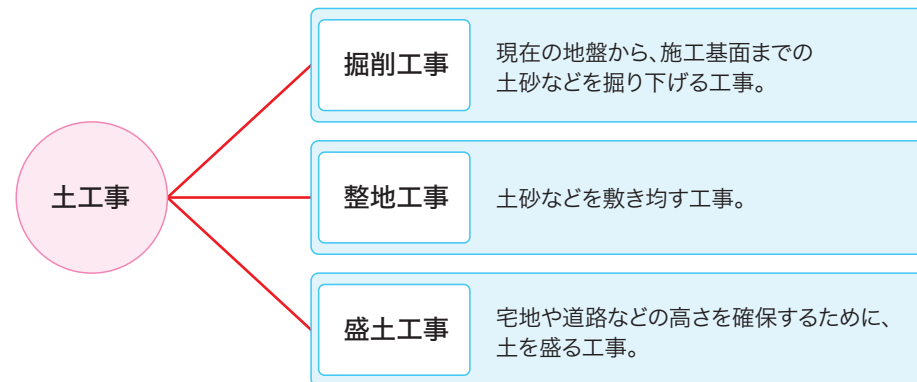 土工事
掘削工事
現在の地盤から、施工基面までの
土砂などを掘り下げる工事。
整地工事
土砂などを敷き均す工事。
盛土工事
宅地や道路などの高さを確保するために、
土を盛る工事。